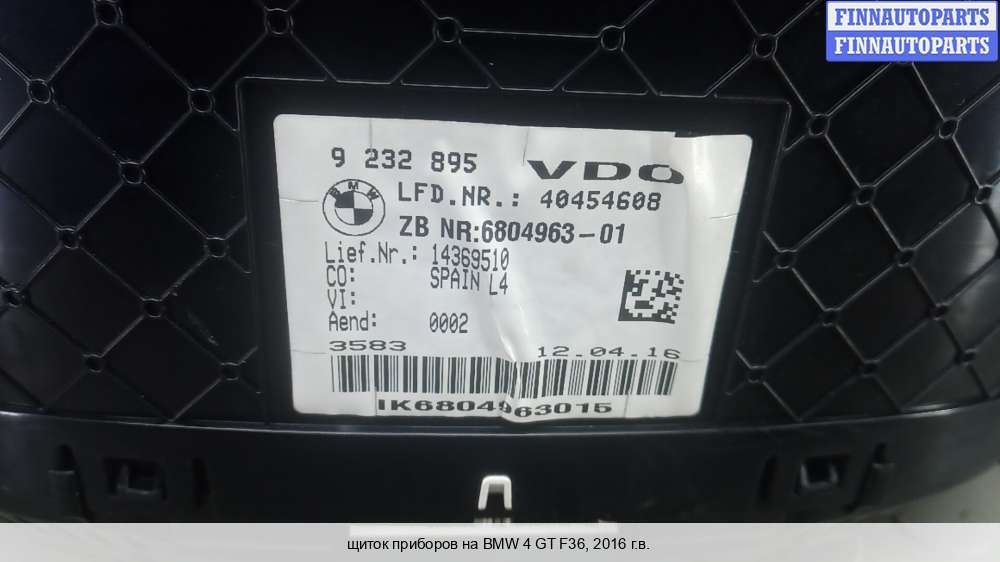 FINNAUTOPARTS
FINNAUTOPARTS
9 232 895 VDO
BMW
LFD.NR.: 40454608
ZB NR:6804963-01
Lief.Nr.: 14369510
CO: SPAIN L4
VI:
Aend: 0002
3583 12.04.16
IK6804963015
щиток приборов на BMW 4 GT F36, 2016 г.в.